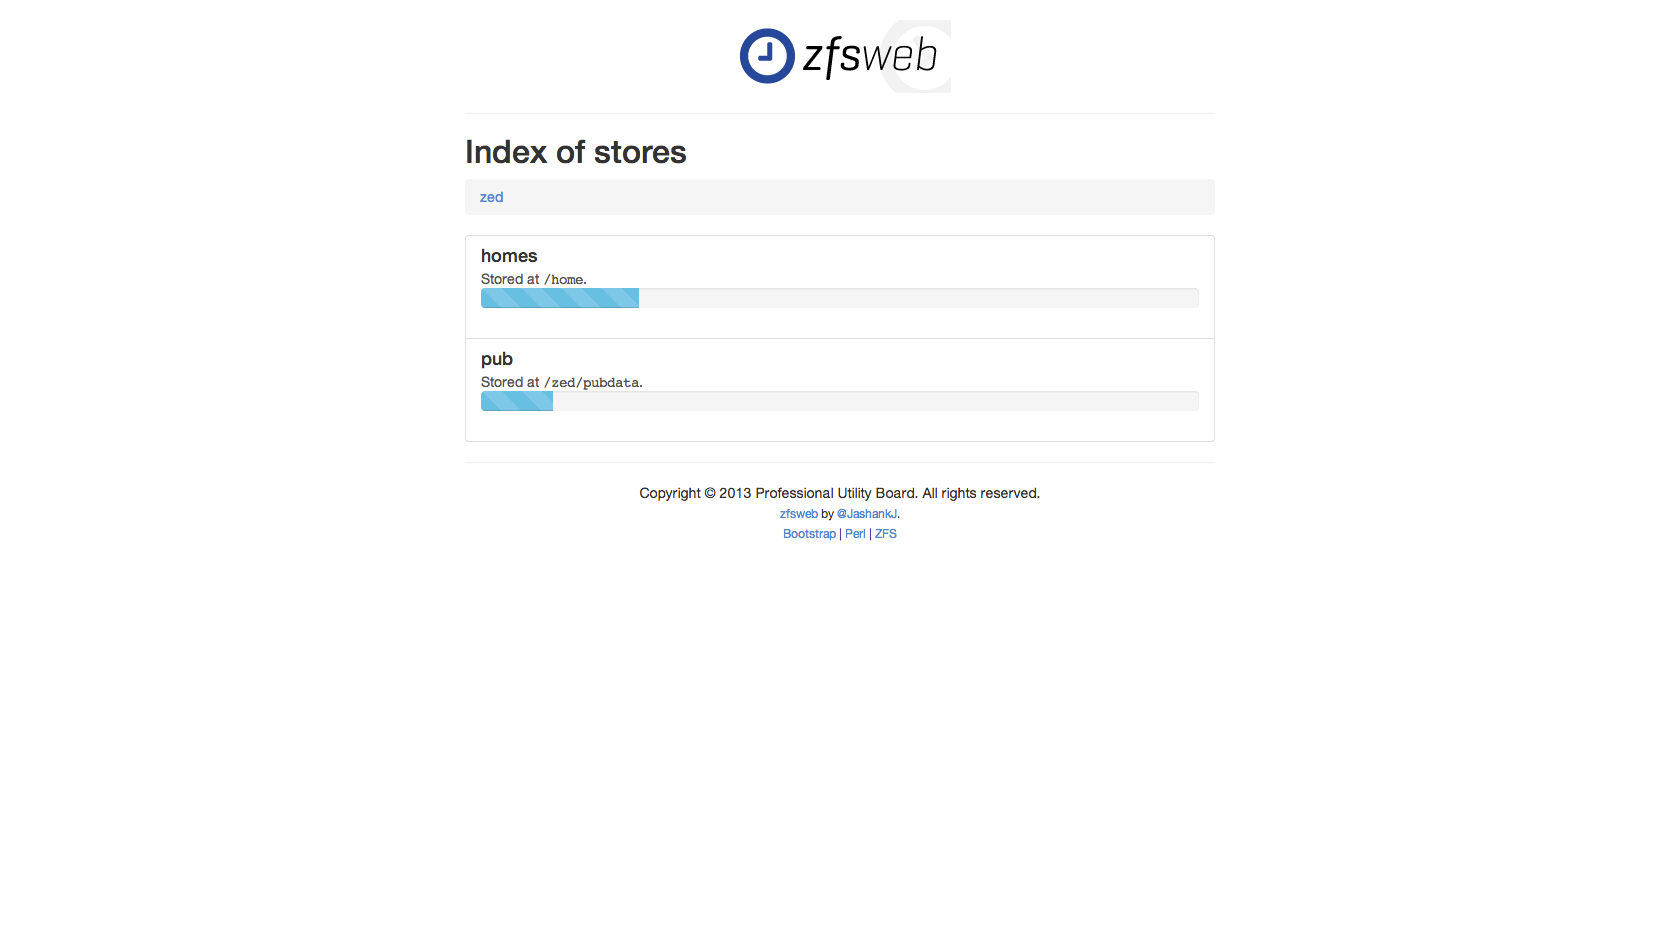 zfsweb
Index of stores
zed
homes
Stored at /home.
pub
Stored at /zed/pubdata.
Copyright © 2013 Professional Utility Board. All rights reserved.
zfsweb by @JashankJ.
Bootstrap | Perl | ZFS